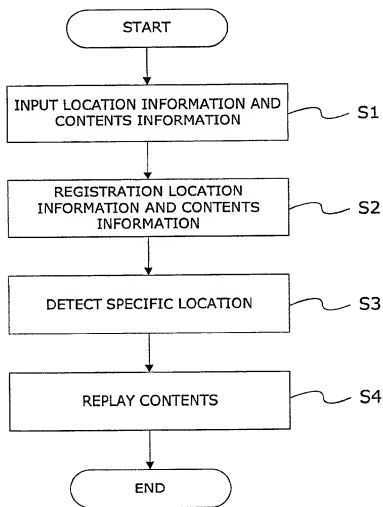 START
INPUT LOCATION INFORMATION AND
CONTENTS INFORMATION
S1
REGISTRATION LOCATION
INFORMATION AND CONTENTS
INFORMATION
S2
DETECT SPECIFIC LOCATION
S3
REPLAY CONTENTS
S4
END